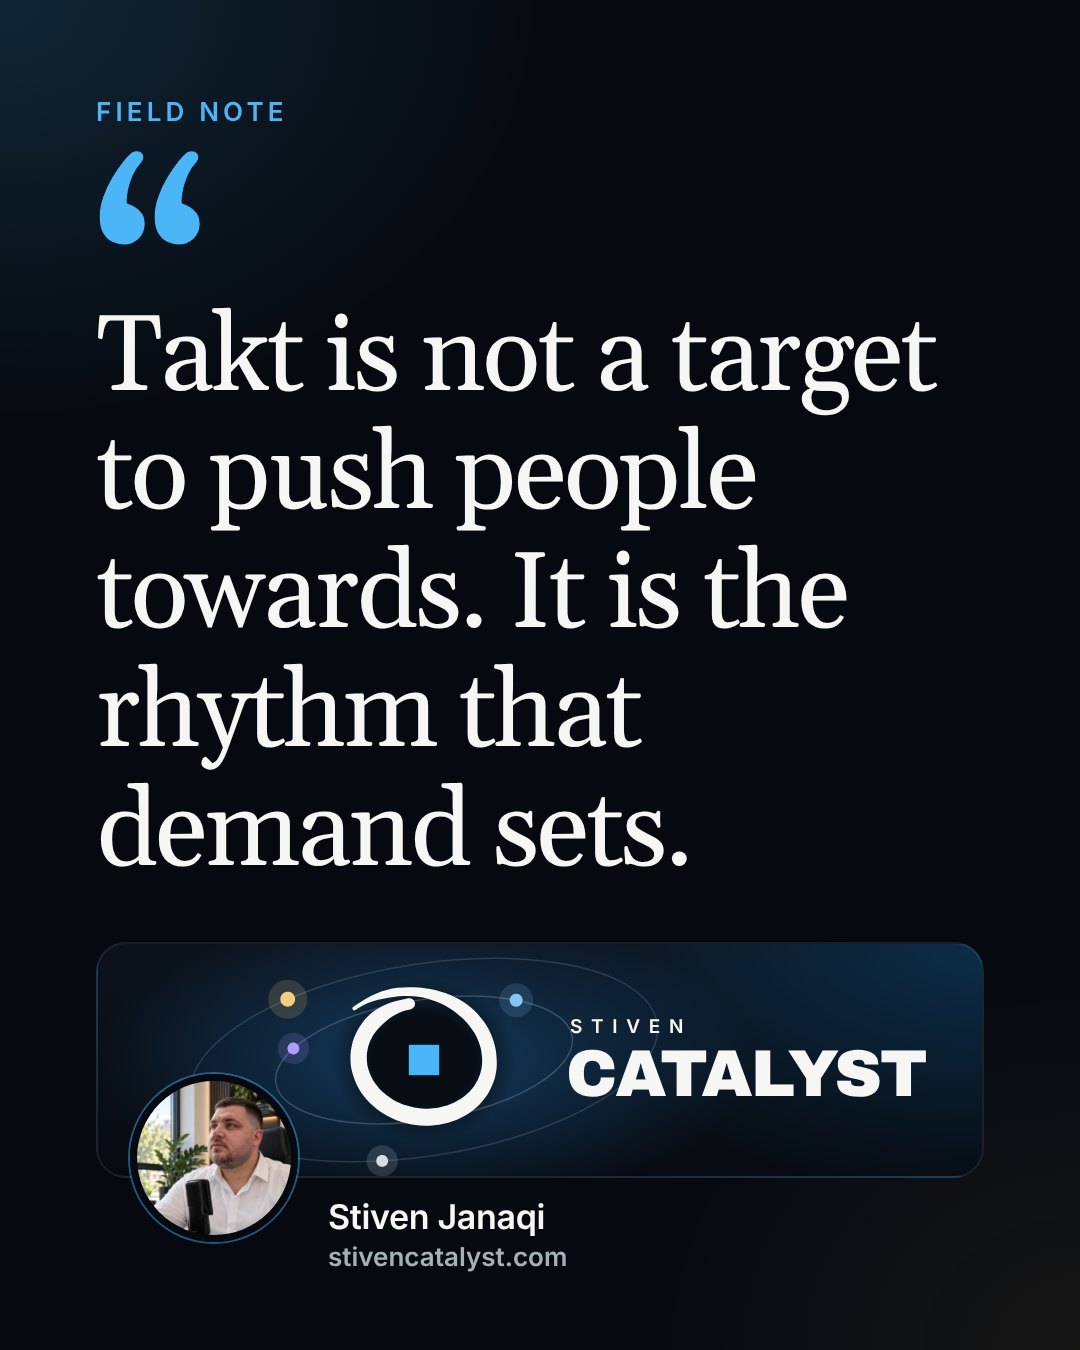 FIELD NOTE
“
Takt is not a target
to push people
towards. It is the
rhythm that
demand sets.
STIVEN
CATALYST
Stiven Janaqi
stivencatalyst.com